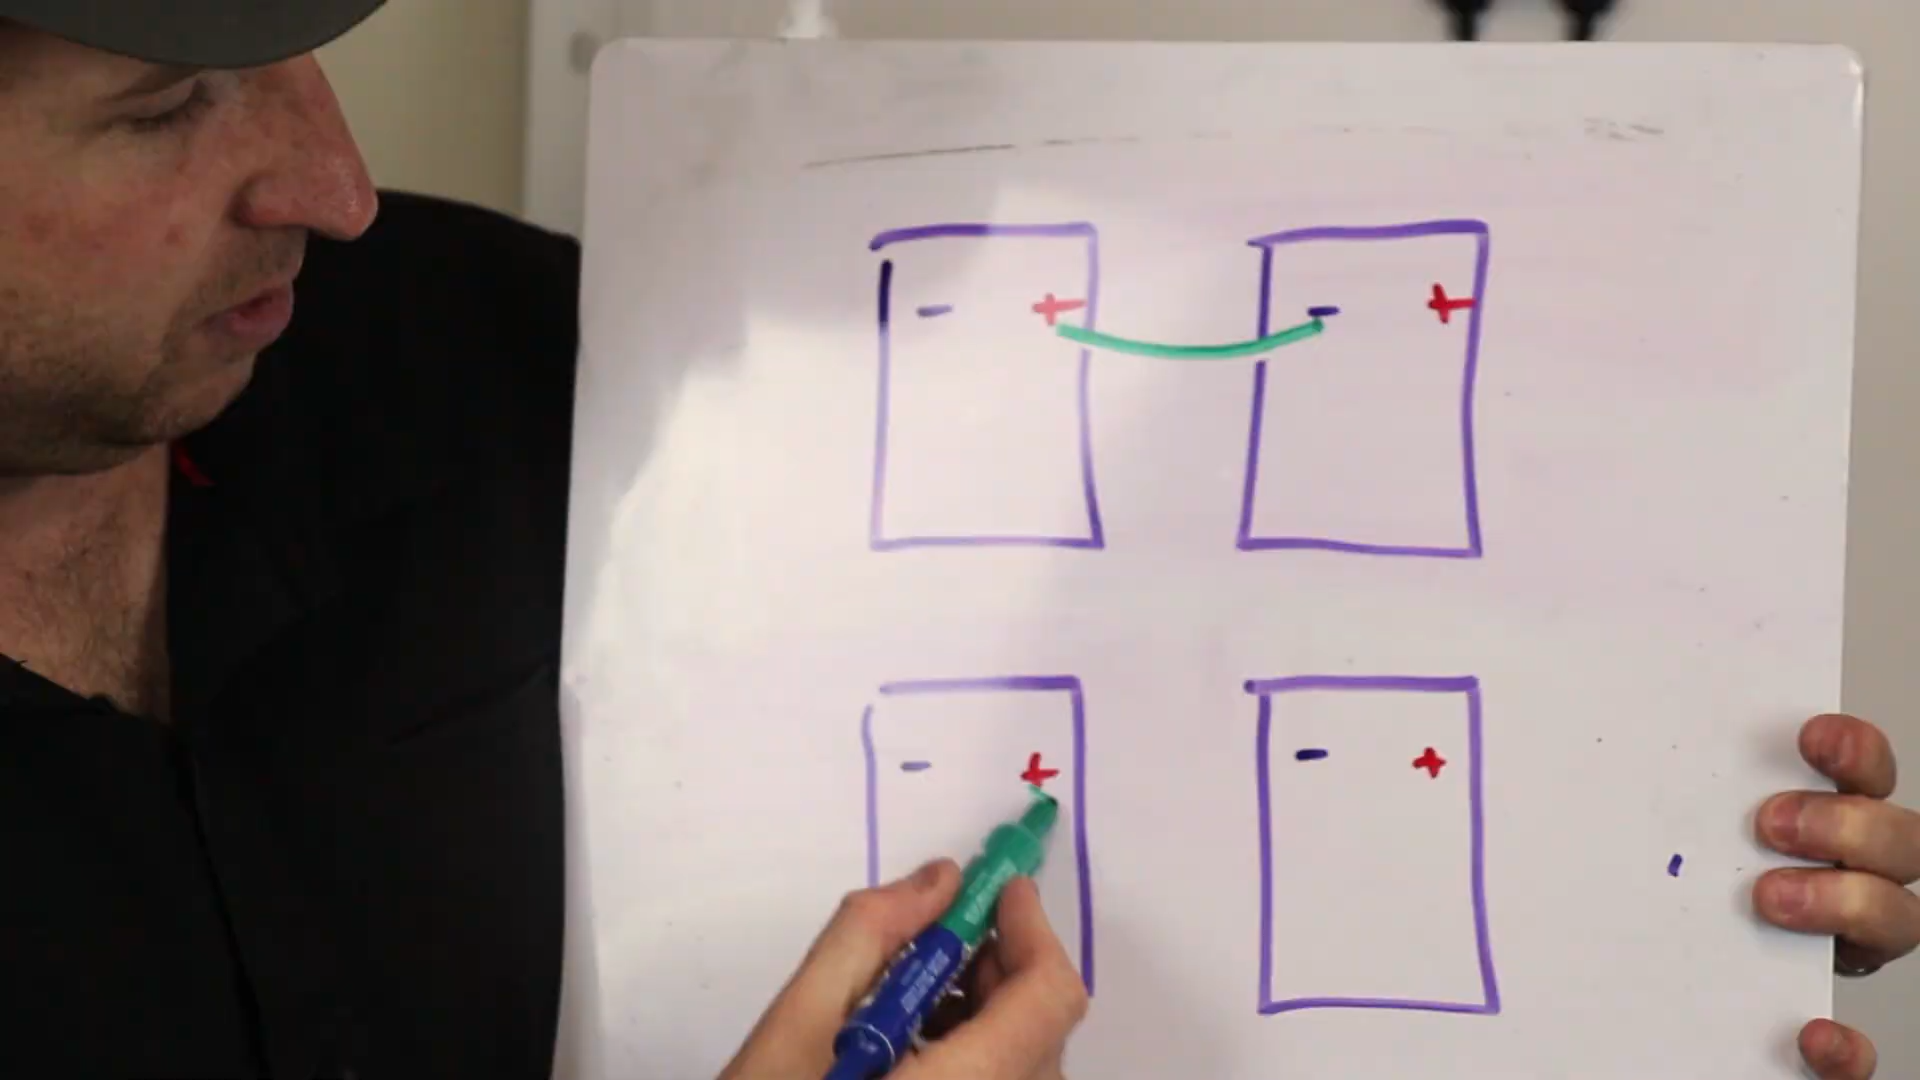 - + - +
- + - +